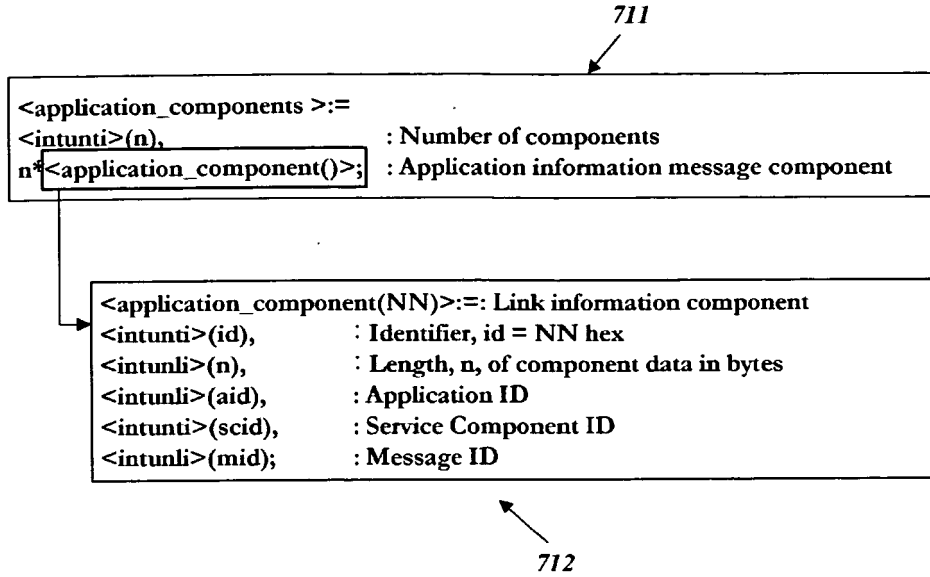 711
<application_components >:=
<intunti>(n), : Number of components
n*<application_component()>; : Application information message component
<application_component(NN)>:=: Link information component
<intunti>(id), : Identifier, id = NN hex
<intunli>(n), : Length, n, of component data in bytes
<intunli>(aid), : Application ID
<intunti>(scid), : Service Component ID
<intunli>(mid); : Message ID
712